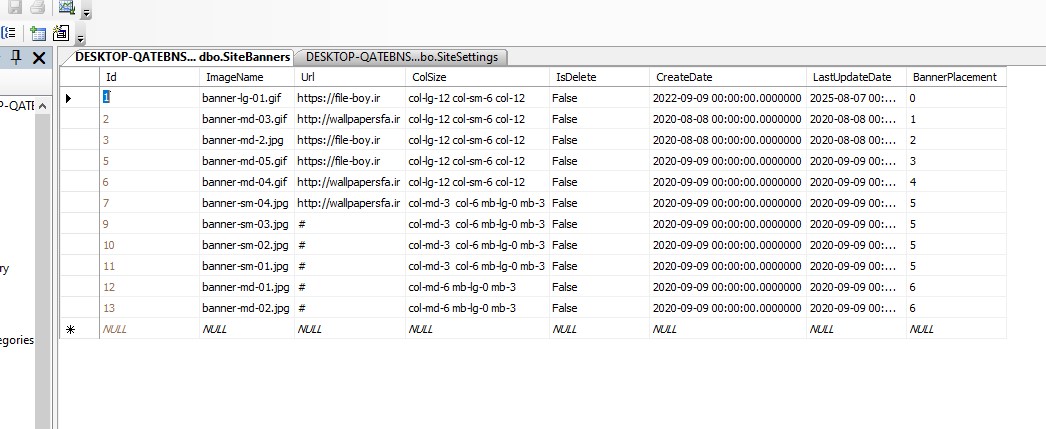 DESKTOP-QATEBNS... dbo.SiteBanners DESKTOP-QATEBNS...bo.SiteSettings
Id ImageName Url ColSize IsDelete CreateDate LastUpdateDate BannerPlacement
1 banner-lg-01.gif https://file-boy.ir col-lg-12 col-sm-6 col-12 False 2022-09-09 00:00:00.0000000 2025-08-07 00:... 0
P-QATE
2 banner-md-03.gif http://wallpapersfa.ir col-lg-12 col-sm-6 col-12 False 2020-08-08 00:00:00.0000000 2020-08-08 00:... 1
3 banner-md-2.jpg https://file-boy.ir col-lg-12 col-sm-6 col-12 False 2020-08-08 00:00:00.0000000 2020-08-08 00:... 2
5 banner-md-05.gif https://file-boy.ir col-lg-12 col-sm-6 col-12 False 2020-09-09 00:00:00.0000000 2020-09-09 00:... 3
6 banner-md-04.gif http://wallpapersfa.ir col-lg-12 col-sm-6 col-12 False 2020-09-09 00:00:00.0000000 2020-09-09 00:... 4
7 banner-sm-04.jpg http://wallpapersfa.ir col-md-3 col-6 mb-lg-0 mb-3 False 2020-09-09 00:00:00.0000000 2020-09-09 00:... 5
9 banner-sm-03.jpg # col-md-3 col-6 mb-lg-0 mb-3 False 2020-09-09 00:00:00.0000000 2020-09-09 00:... 5
10 banner-sm-02.jpg # col-md-3 col-6 mb-lg-0 mb-3 False 2020-09-09 00:00:00.0000000 2020-09-09 00:... 5
11 banner-sm-01.jpg # col-md-3 col-6 mb-lg-0 mb-3 False 2020-09-09 00:00:00.0000000 2020-09-09 00:... 5
ry
12 banner-md-01.jpg # col-md-6 mb-lg-0 mb-3 False 2020-09-09 00:00:00.0000000 2020-09-09 00:... 6
13 banner-md-02.jpg # col-md-6 mb-lg-0 mb-3 False 2020-09-09 00:00:00.0000000 2020-09-09 00:... 6
NULL NULL NULL NULL NULL NULL NULL NULL
egories